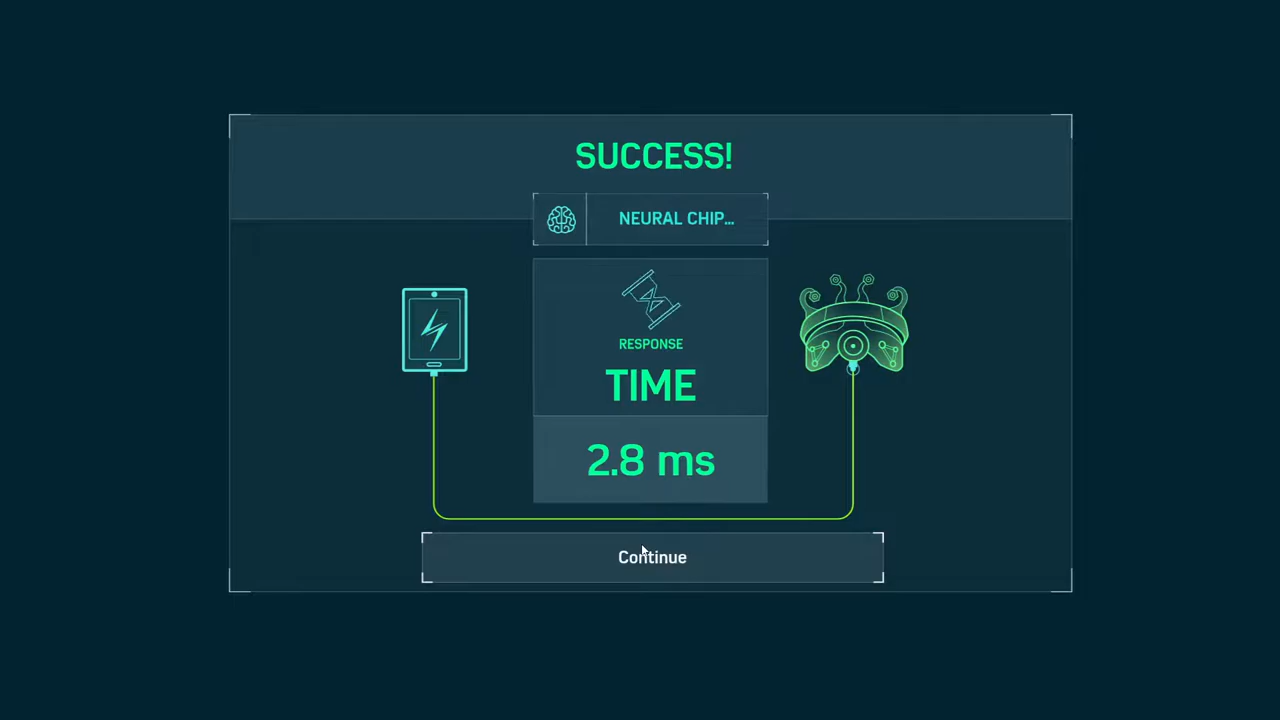 SUCCESS!
NEURAL CHIP...
RESPONSE
TIME
2.8 ms
Continue